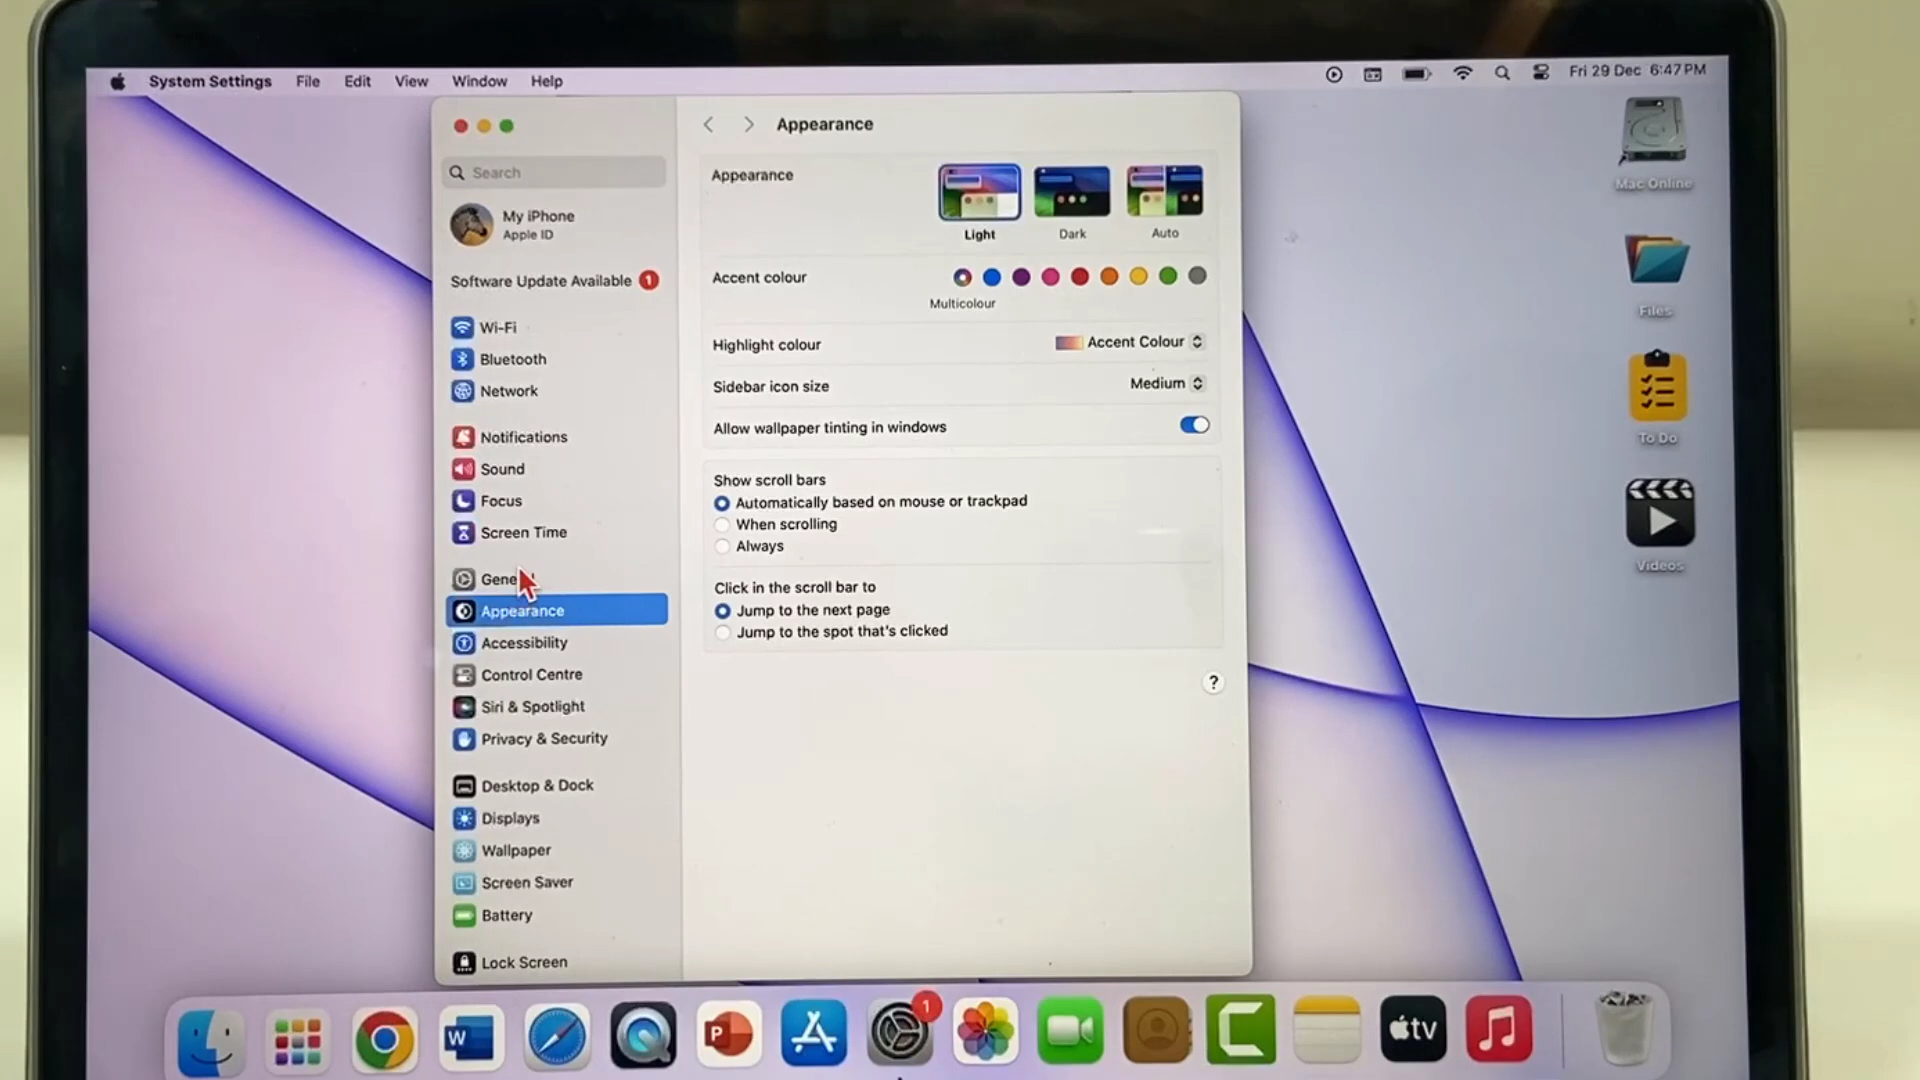 System Settings File Edit View Window Help
Fri 29 Dec 6:47 PM
Appearance
Search
My iPhone
Apple ID
Software Update Available 1
Wi-Fi
Bluetooth
Network
Notifications
Sound
Focus
Screen Time
Appearance
Accessibility
Control Centre
Siri & Spotlight
Privacy & Security
Desktop & Dock
Displays
Wallpaper
Screen Saver
Battery
Lock Screen
Appearance
Light Dark Auto
Accent colour
Multicolour
Highlight colour Accent Colour
Sidebar icon size Medium
Allow wallpaper tinting in windows
Show scroll bars
Automatically based on mouse or trackpad
When scrolling
Always
Click in the scroll bar to
Jump to the next page
Jump to the spot that's clicked
?
Mac Online
Files
To Do
Videos
W
P
1
tv